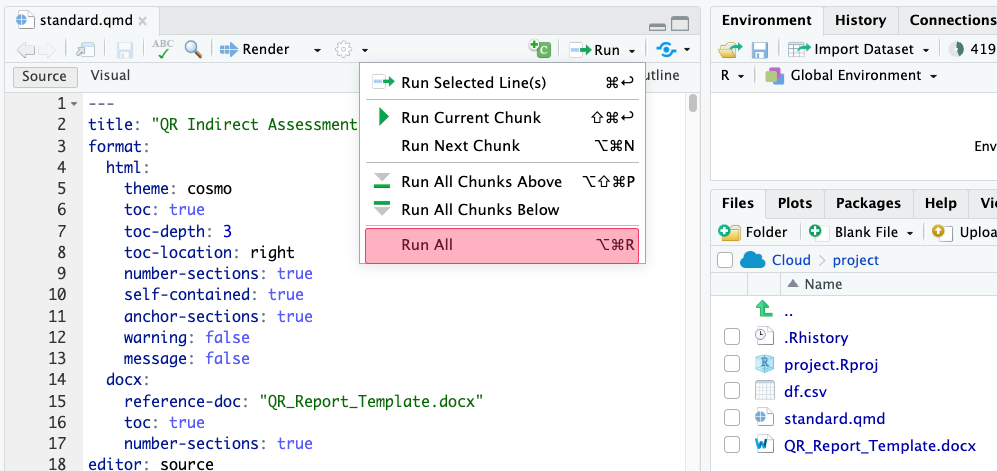 standard.qmd
ABC
Render
C
Run
Source
Visual
utline
Run Selected Line(s) ⌘↩
Run Current Chunk ⇧⌘↩
Run Next Chunk ⌥⌘N
Run All Chunks Above ⌥⇧⌘P
Run All Chunks Below
Run All ⌥⌘R
1 ---
2 title: "QR Indirect Assessment
3 format:
4 html:
5 theme: cosmo
6 toc: true
7 toc-depth: 3
8 toc-location: right
9 number-sections: true
10 self-contained: true
11 anchor-sections: true
12 warning: false
13 message: false
14 docx:
15 reference-doc: "QR_Report_Template.docx"
16 toc: true
17 number-sections: true
18 editor: source
Environment History Connections
Import Dataset 419
R Global Environment
Env
Files Plots Packages Help Vi
Folder Blank File Uploa
Cloud > project
Name
..
.Rhistory
project.Rproj
df.csv
standard.qmd
QR_Report_Template.docx